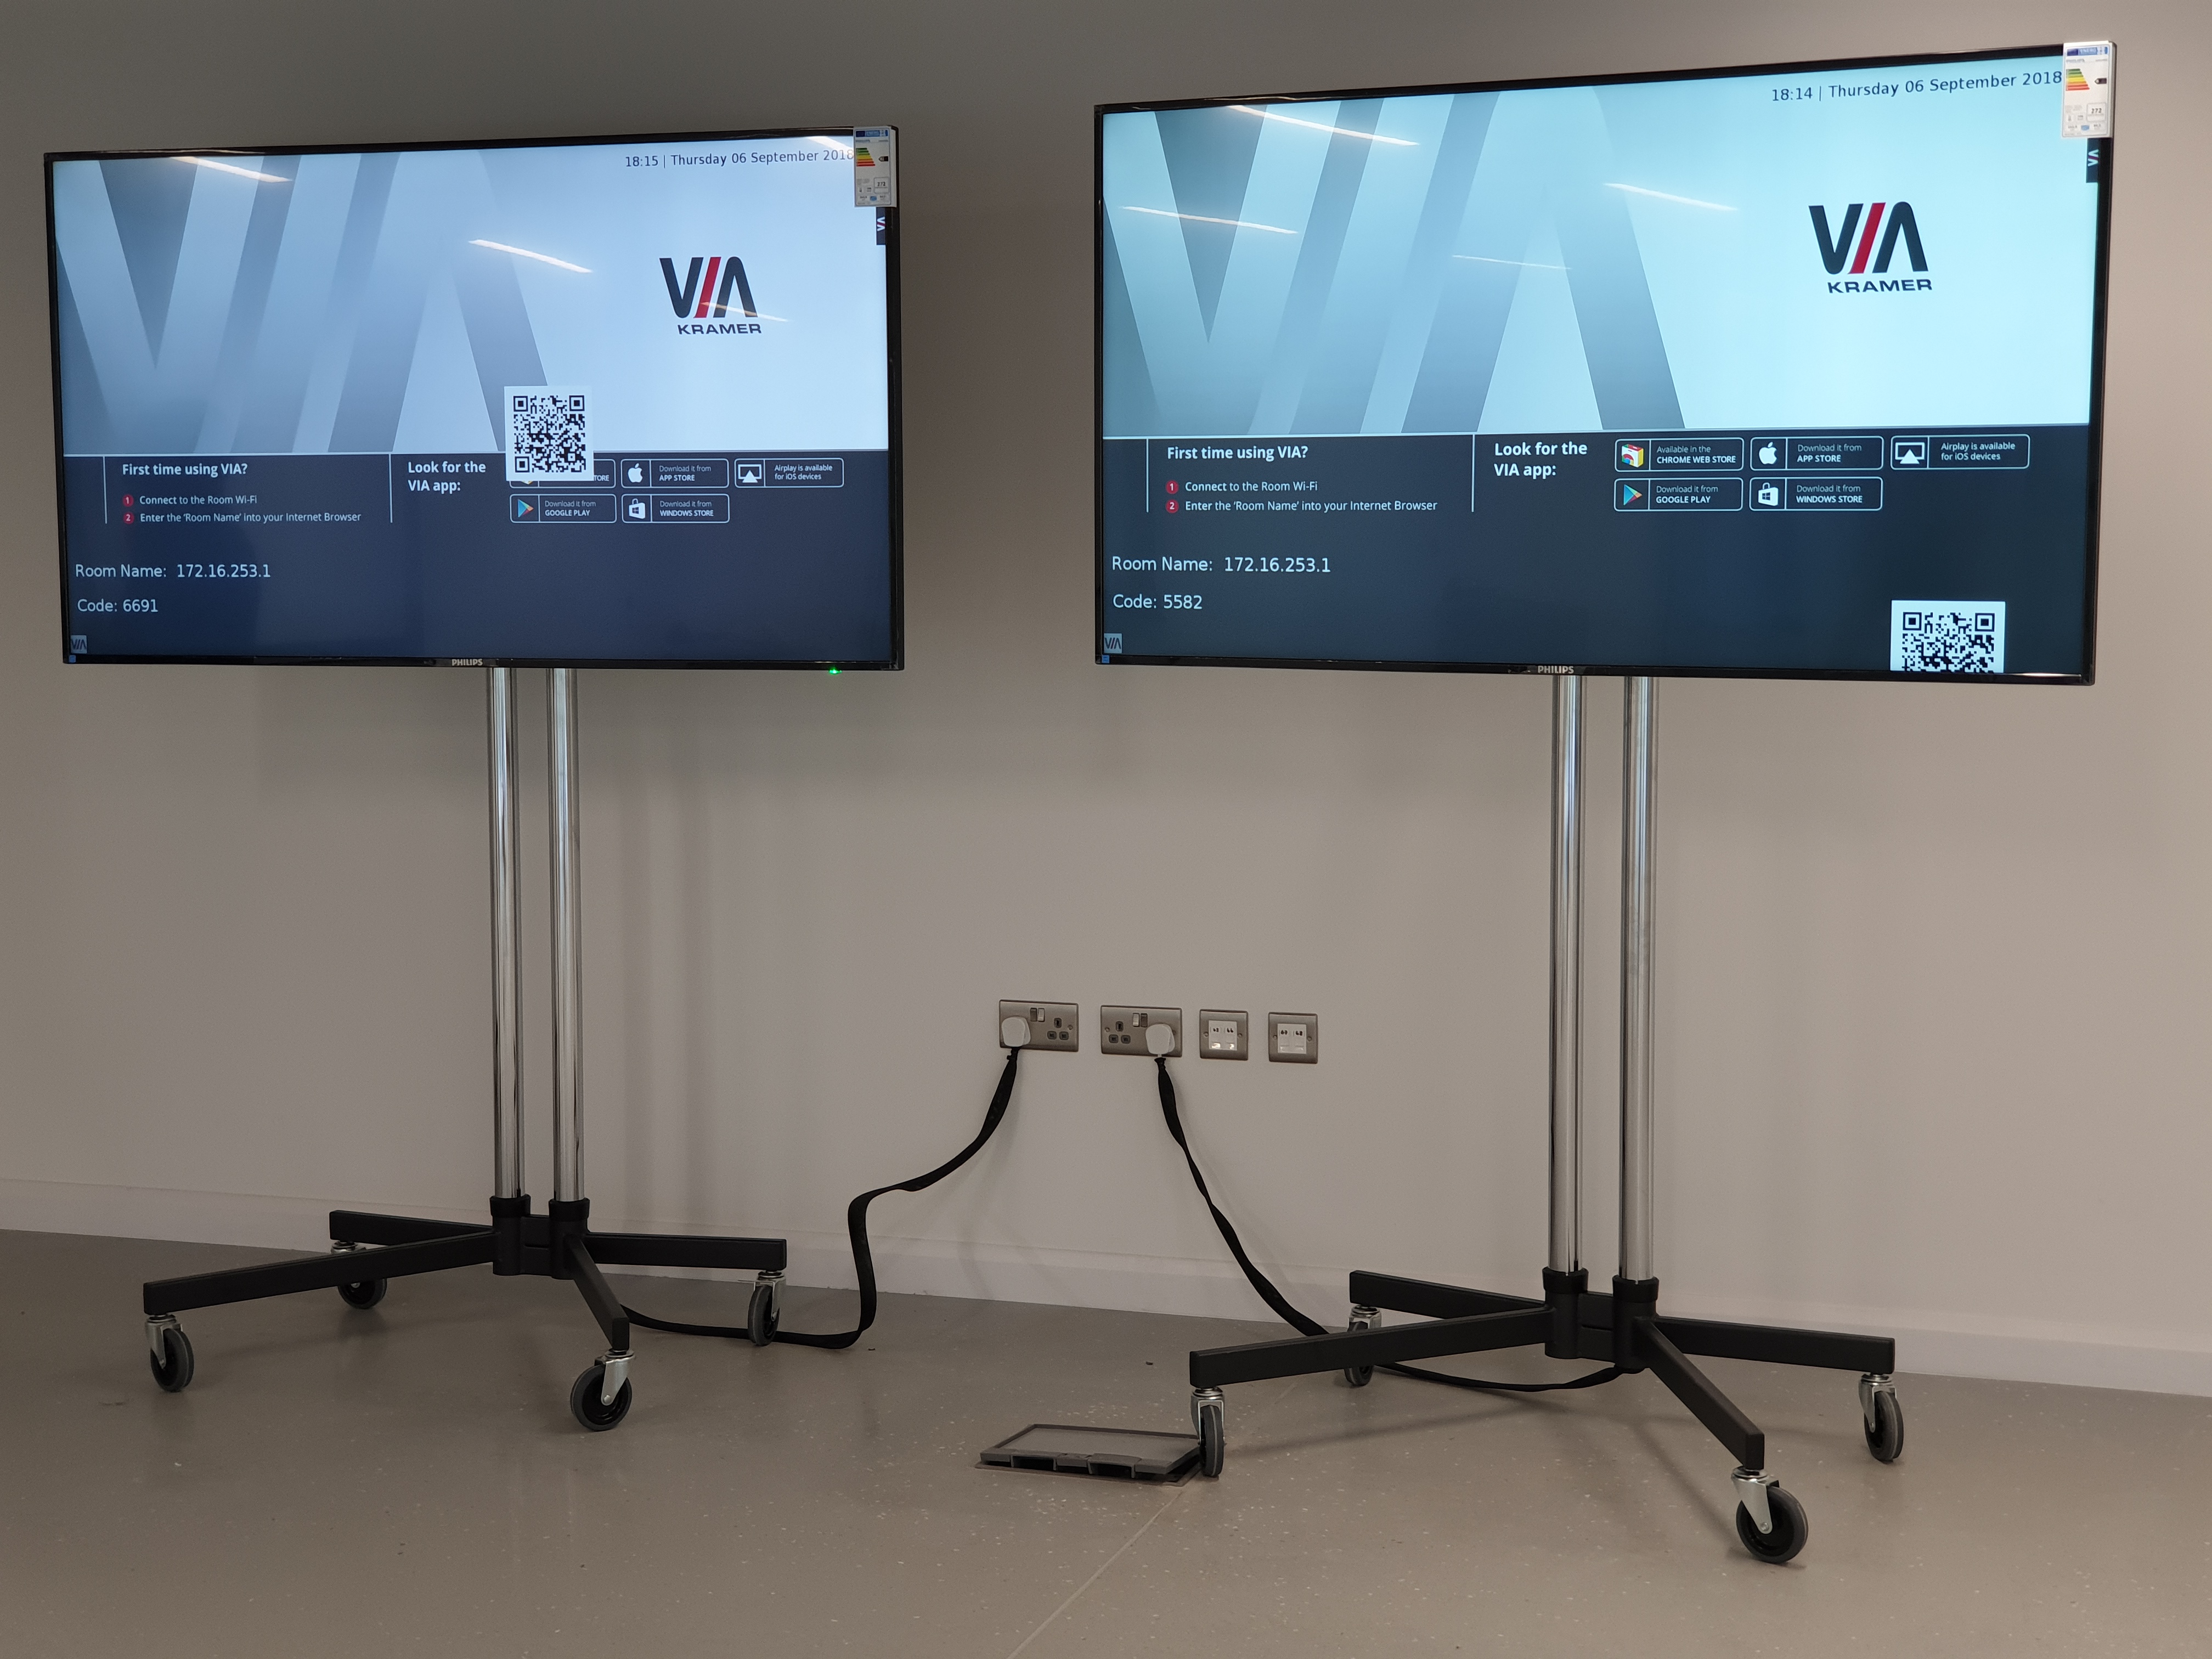 18:15 | Thursday 06 September 2018
VIA
KRAMER
First time using VIA?
1 Connect to the Room Wi-Fi
2 Enter the 'Room Name' into your Internet Browser
Look for the
VIA app:
TORE
Download it from
APP STORE
Airplay is available
for iOS devices
Download it from
GOOGLE PLAY
Download it from
WINDOWS STORE
Room Name: 172.16.253.1
Code: 6691
VIA
PHILIPS
18:14 | Thursday 06 September 2018
VIA
KRAMER
First time using VIA?
1 Connect to the Room Wi-Fi
2 Enter the 'Room Name' into your Internet Browser
Look for the
VIA app:
Available in the
CHROME WEB STORE
Download it from
APP STORE
Airplay is available
for iOS devices
Download it from
GOOGLE PLAY
Download it from
WINDOWS STORE
Room Name: 172.16.253.1
Code: 5582
VIA
PHILIPS